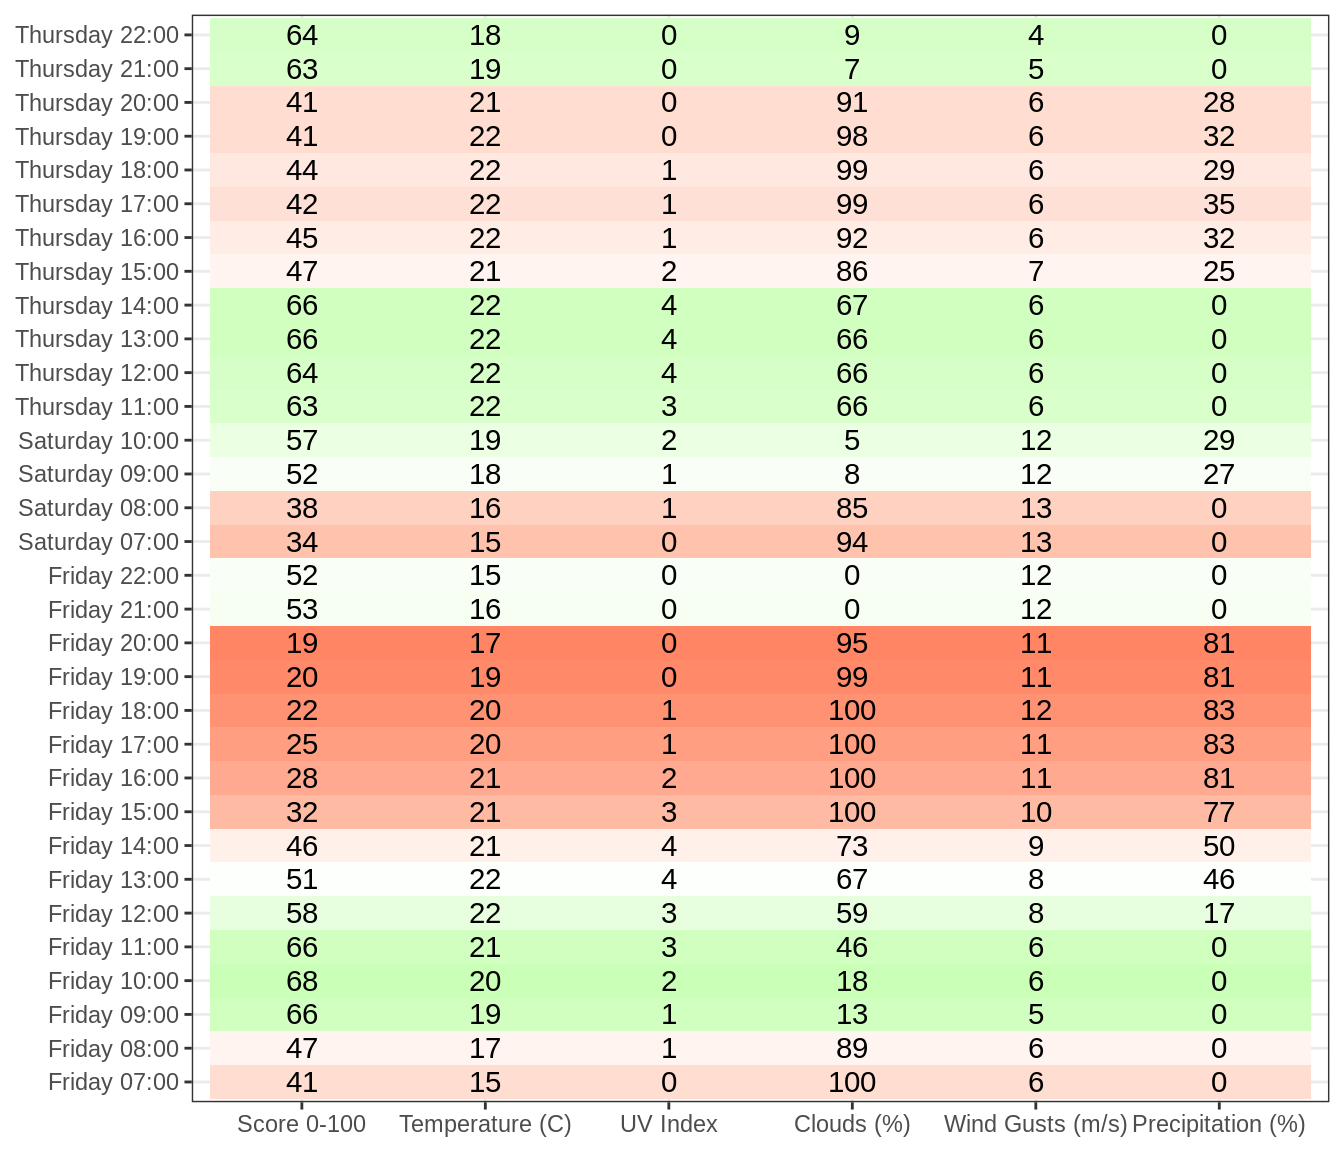 Thursday 22:00 64 18 0 9 4 0
Thursday 21:00 63 19 0 7 5 0
Thursday 20:00 41 21 0 91 6 28
Thursday 19:00 41 22 0 98 6 32
Thursday 18:00 44 22 1 99 6 29
Thursday 17:00 42 22 1 99 6 35
Thursday 16:00 45 22 1 92 6 32
Thursday 15:00 47 21 2 86 7 25
Thursday 14:00 66 22 4 67 6 0
Thursday 13:00 66 22 4 66 6 0
Thursday 12:00 64 22 4 66 6 0
Thursday 11:00 63 22 3 66 6 0
Saturday 10:00 57 19 2 5 12 29
Saturday 09:00 52 18 1 8 12 27
Saturday 08:00 38 16 1 85 13 0
Saturday 07:00 34 15 0 94 13 0
Friday 22:00 52 15 0 0 12 0
Friday 21:00 53 16 0 0 12 0
Friday 20:00 19 17 0 95 11 81
Friday 19:00 20 19 0 99 11 81
Friday 18:00 22 20 1 100 12 83
Friday 17:00 25 20 1 100 11 83
Friday 16:00 28 21 2 100 11 81
Friday 15:00 32 21 3 100 10 77
Friday 14:00 46 21 4 73 9 50
Friday 13:00 51 22 4 67 8 46
Friday 12:00 58 22 3 59 8 17
Friday 11:00 66 21 3 46 6 0
Friday 10:00 68 20 2 18 6 0
Friday 09:00 66 19 1 13 5 0
Friday 08:00 47 17 1 89 6 0
Friday 07:00 41 15 0 100 6 0
Score 0-100 Temperature (C) UV Index Clouds (%) Wind Gusts (m/s) Precipitation (%)